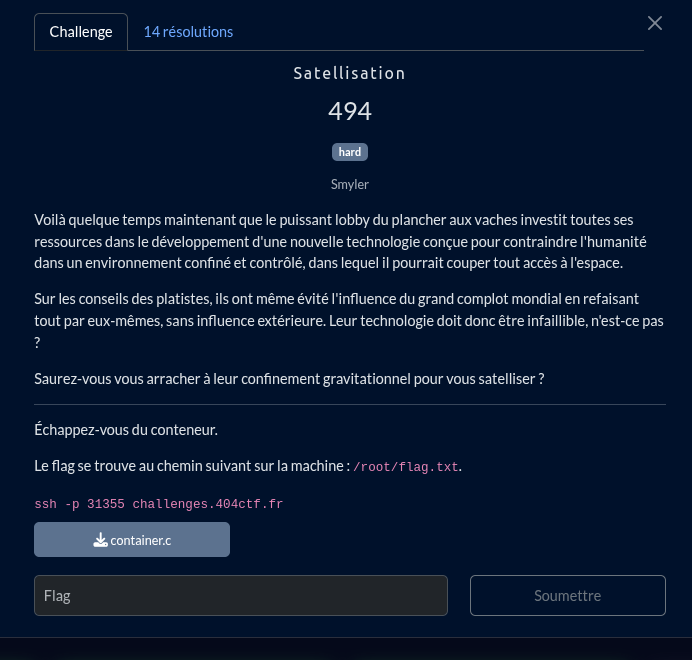 Challenge
14 résolutions
Satellisation
494
hard
Smyler
Voilà quelque temps maintenant que le puissant lobby du plancher aux vaches investit toutes ses
ressources dans le développement d'une nouvelle technologie conçue pour contraindre l'humanité
dans un environnement confiné et contrôlé, dans lequel il pourrait couper tout accès à l'espace.
Sur les conseils des platistes, ils ont même évité l'influence du grand complot mondial en refaisant
tout par eux-mêmes, sans influence extérieure. Leur technologie doit donc être infaillible, n'est-ce pas
?
Saurez-vous vous arracher à leur confinement gravitationnel pour vous satelliser ?
Échappez-vous du conteneur.
Le flag se trouve au chemin suivant sur la machine : /root/flag.txt.
ssh -p 31355 challenges.404ctf.fr
container.c
Flag
Soumettre